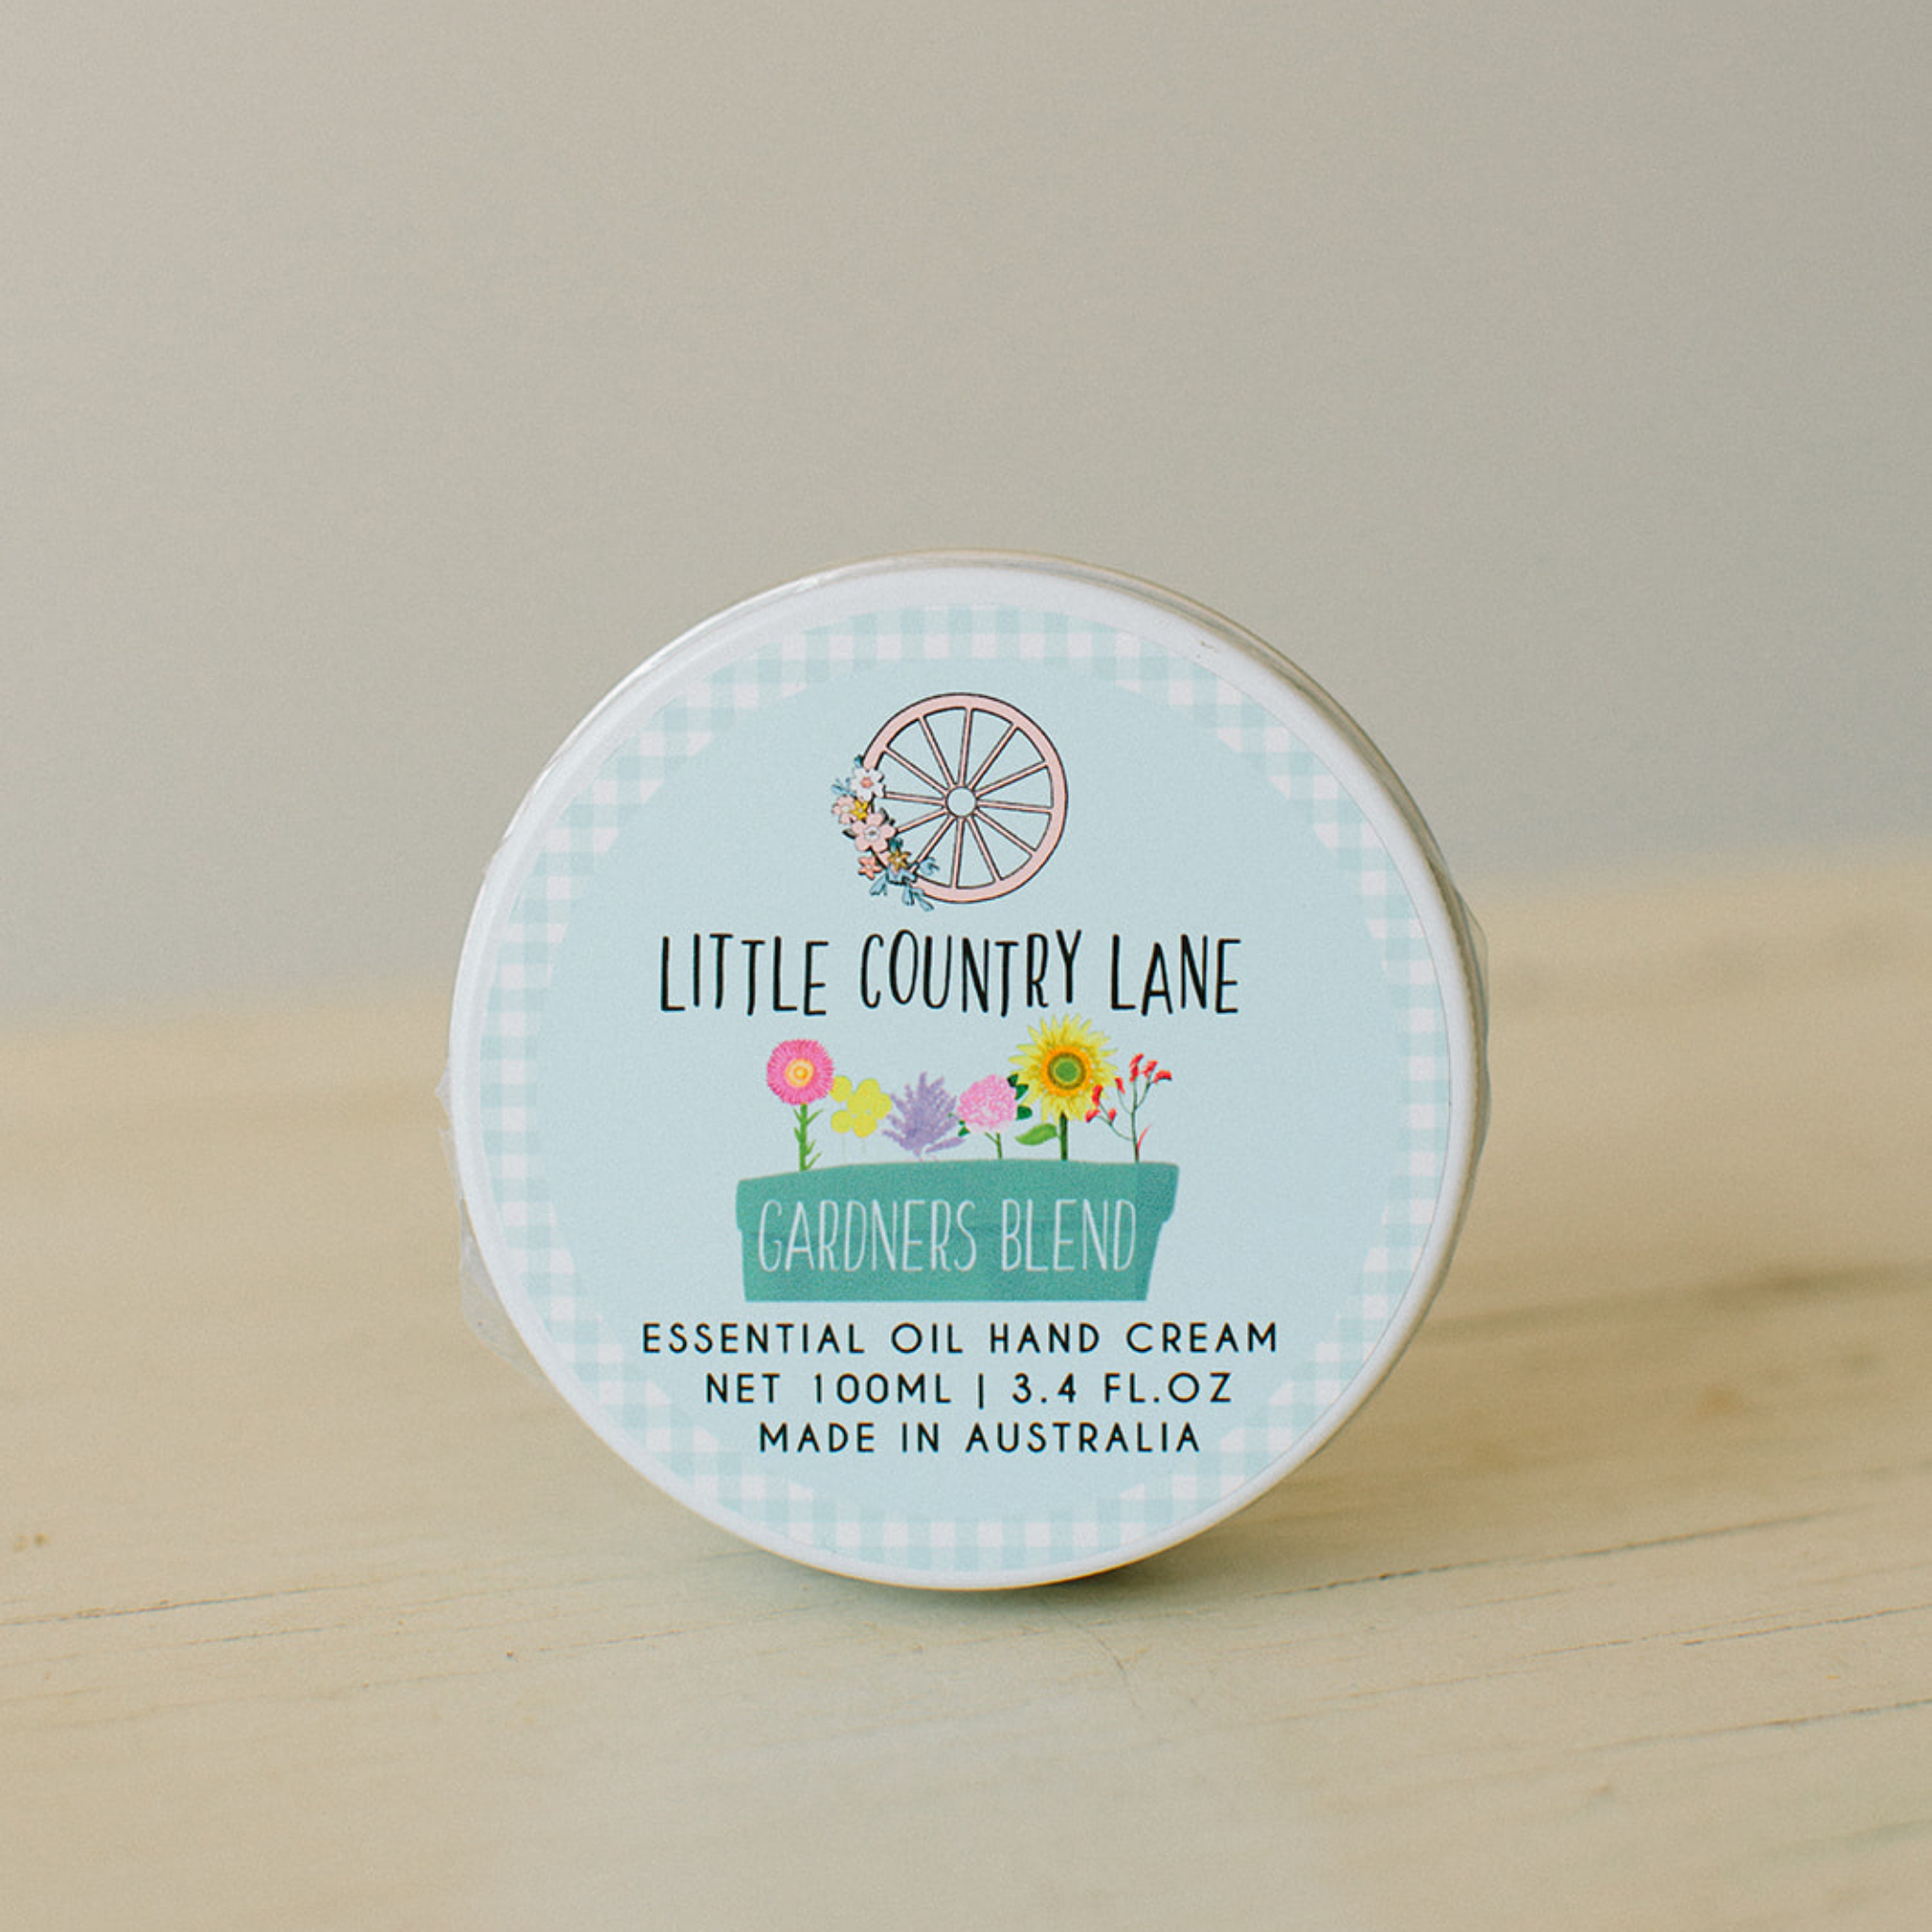 LITTLE COUNTRY LANE
GARDNERS BLEND
ESSENTIAL OIL HAND CREAM
NET 100ML | 3.4 FL.OZ
MADE IN AUSTRALIA